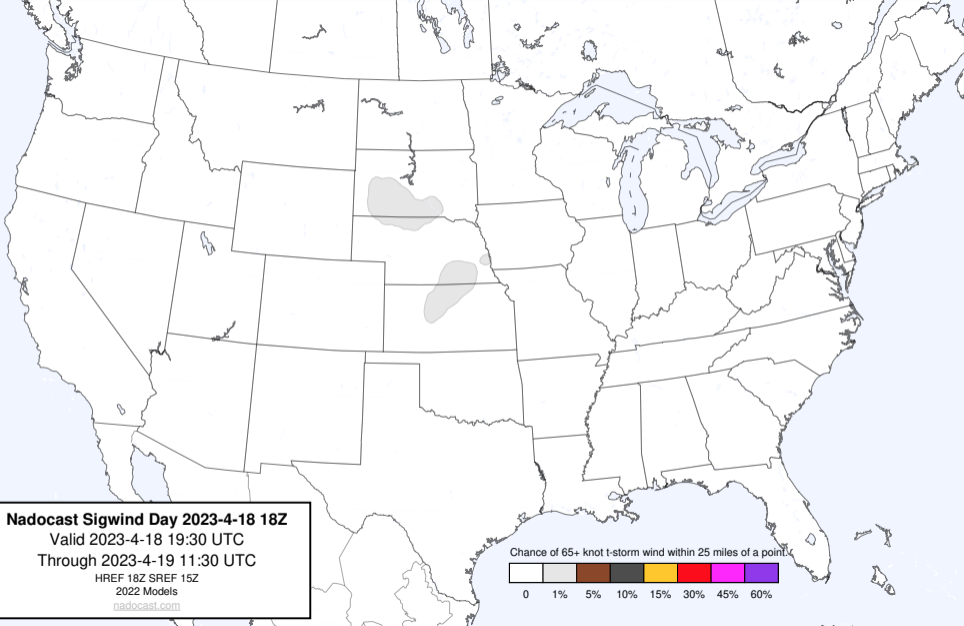 Nadocast Sigwind Day 2023-4-18 18Z
Valid 2023-4-18 19:30 UTC
Through 2023-4-19 11:30 UTC
HREF 18Z SREF 15Z
2022 Models
nadocast.com
Chance of 65+ knot t-storm wind within 25 miles of a point.
0 1% 5% 10% 15% 30% 45% 60%